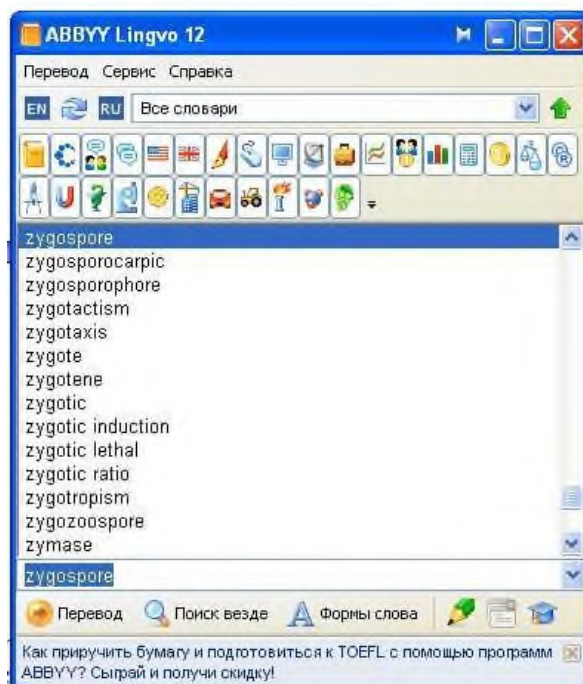 ABBYY Lingvo 12
Перевод Сервис Справка
EN RU Все словари
zygospore
zygosporocarpic
zygosporophore
zygotactism
zygotaxis
zygote
zygotene
zygotic
zygotic induction
zygotic lethal
zygotic ratio
zygotropism
zygozoospore
zymase
zygospore
Перевод Поиск везде Формы слова
Как приручить бумагу и подготовиться к TOEFL с помощью программ
ABBYY? Сыграй и получи скидку!